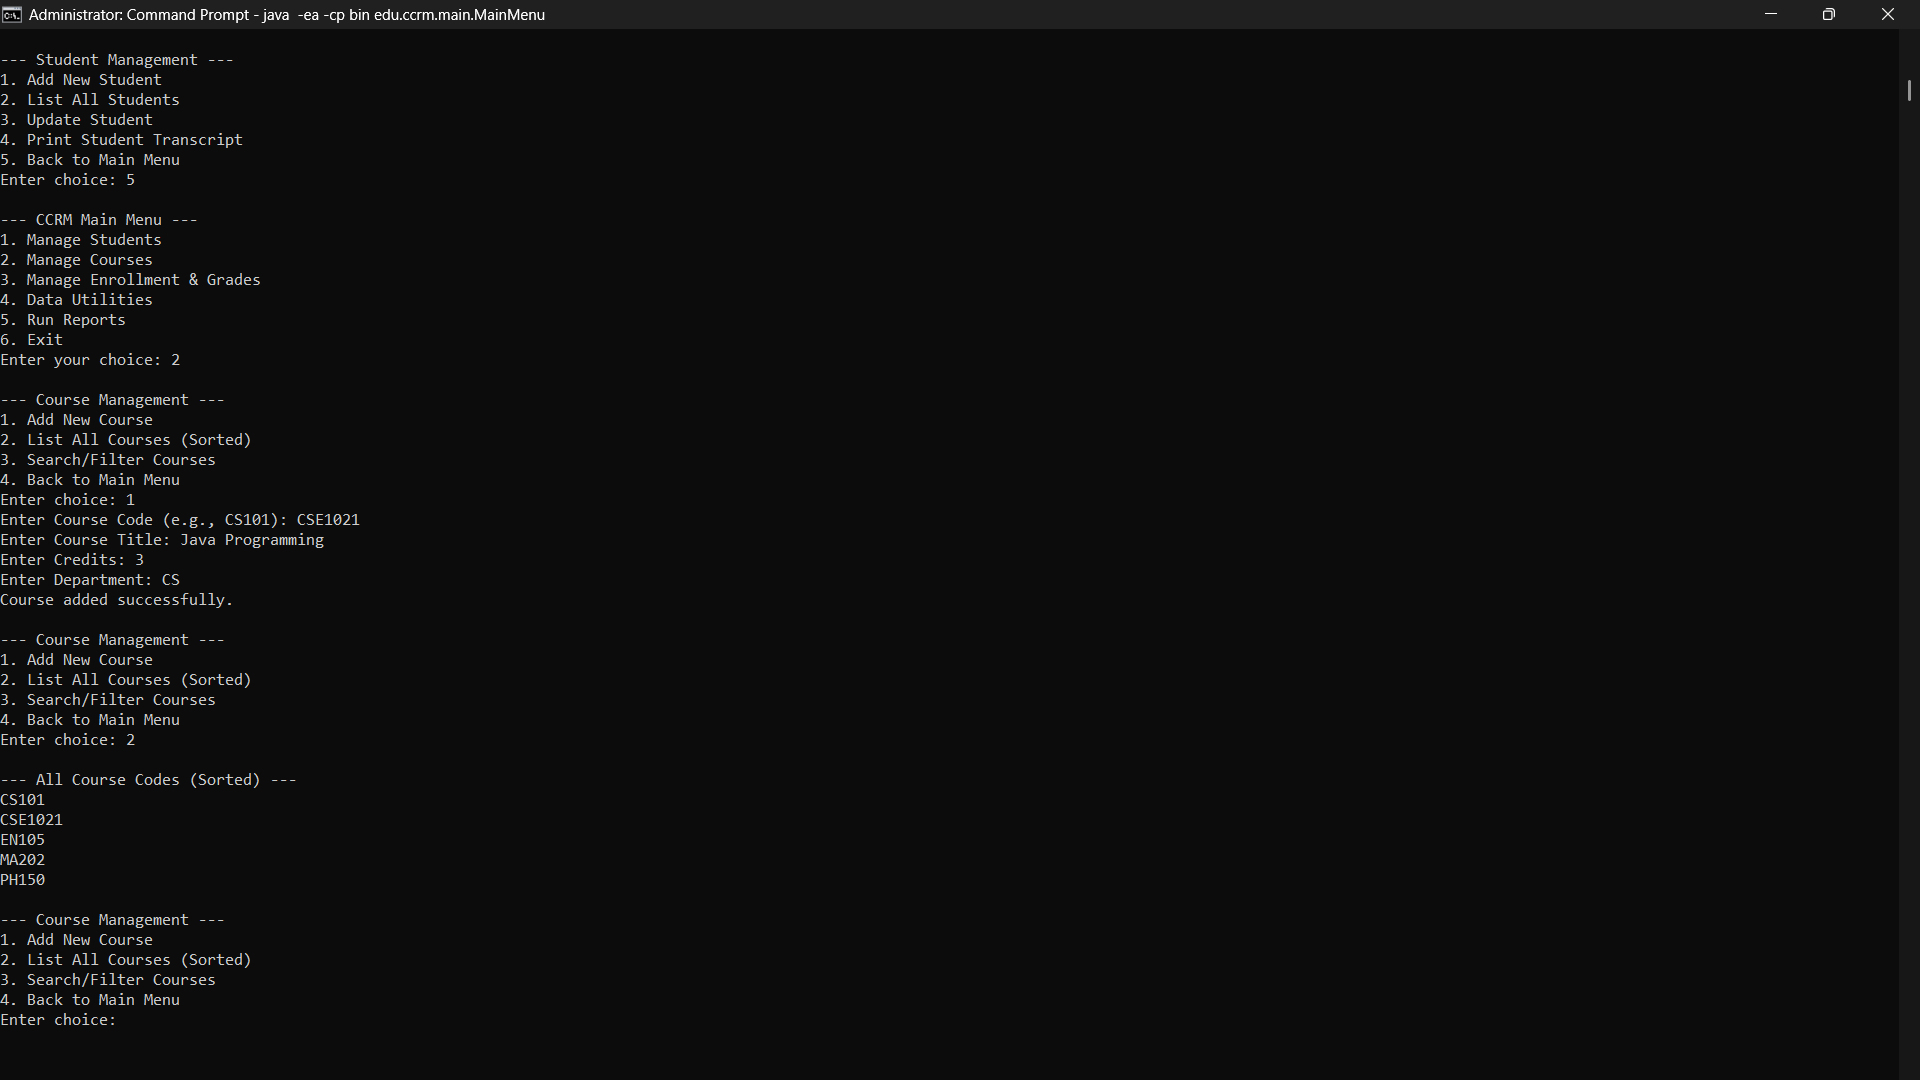 Administrator: Command Prompt - java  -ea -cp bin edu.ccrm.main.MainMenu
--- Student Management ---
1. Add New Student
2. List All Students
3. Update Student
4. Print Student Transcript
5. Back to Main Menu
Enter choice: 5
--- CCRM Main Menu ---
1. Manage Students
2. Manage Courses
3. Manage Enrollment & Grades
4. Data Utilities
5. Run Reports
6. Exit
Enter your choice: 2
--- Course Management ---
1. Add New Course
2. List All Courses (Sorted)
3. Search/Filter Courses
4. Back to Main Menu
Enter choice: 1
Enter Course Code (e.g., CS101): CSE1021
Enter Course Title: Java Programming
Enter Credits: 3
Enter Department: CS
Course added successfully.
--- Course Management ---
1. Add New Course
2. List All Courses (Sorted)
3. Search/Filter Courses
4. Back to Main Menu
Enter choice: 2
--- All Course Codes (Sorted) ---
CS101
CSE1021
EN105
MA202
PH150
--- Course Management ---
1. Add New Course
2. List All Courses (Sorted)
3. Search/Filter Courses
4. Back to Main Menu
Enter choice: